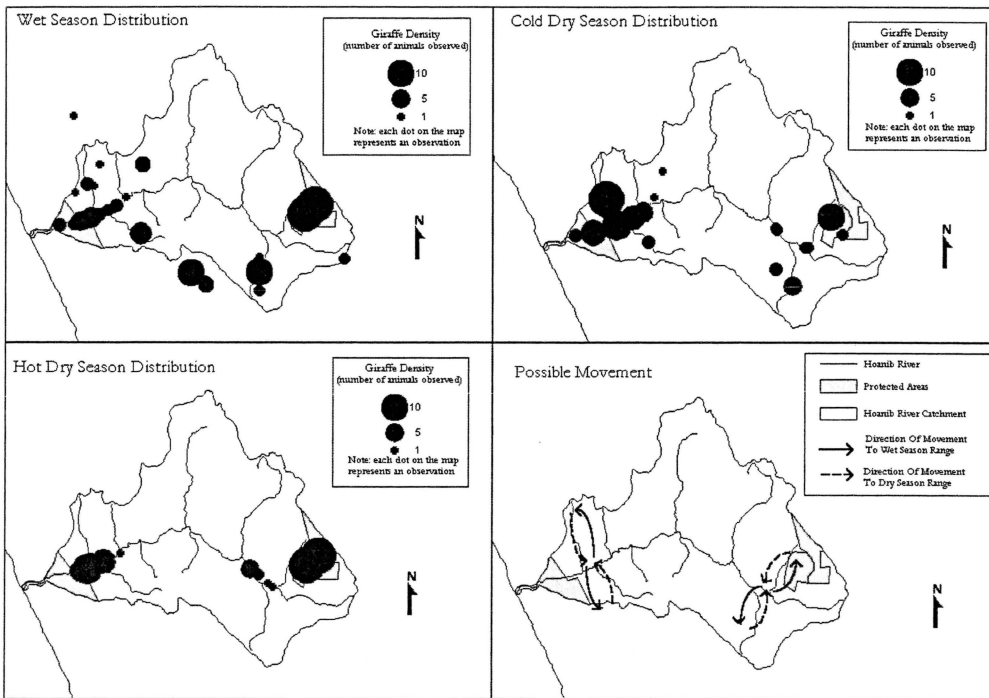 Wet Season Distribution
Giraffe Density
(number of animals observed)
10
5
1
Note: each dot on the map
represents an observation
N
Cold Dry Season Distribution
Giraffe Density
(number of animals observed)
10
5
1
Note: each dot on the map
represents an observation
N
Hot Dry Season Distribution
Giraffe Density
(number of animals observed)
10
5
1
Note: each dot on the map
represents an observation
N
Possible Movement
Hoanib River
Protected Areas
Hoanib River Catchment
Direction Of Movement
To Wet Season Range
Direction Of Movement
To Dry Season Range
N